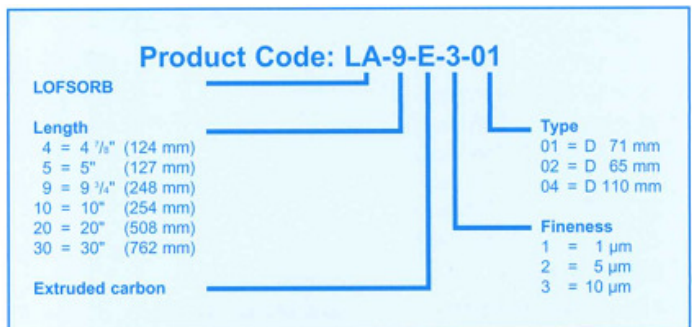 Product Code: LA-9-E-3-01
LOFSORB
Length
4 = 4 7/8" (124 mm)
5 = 5" (127 mm)
9 = 9 3/4" (248 mm)
10 = 10" (254 mm)
20 = 20" (508 mm)
30 = 30" (762 mm)
Extruded carbon
Type
01 = D 71 mm
02 = D 65 mm
04 = D 110 mm
Fineness
1 = 1 µm
2 = 5 µm
3 = 10 µm